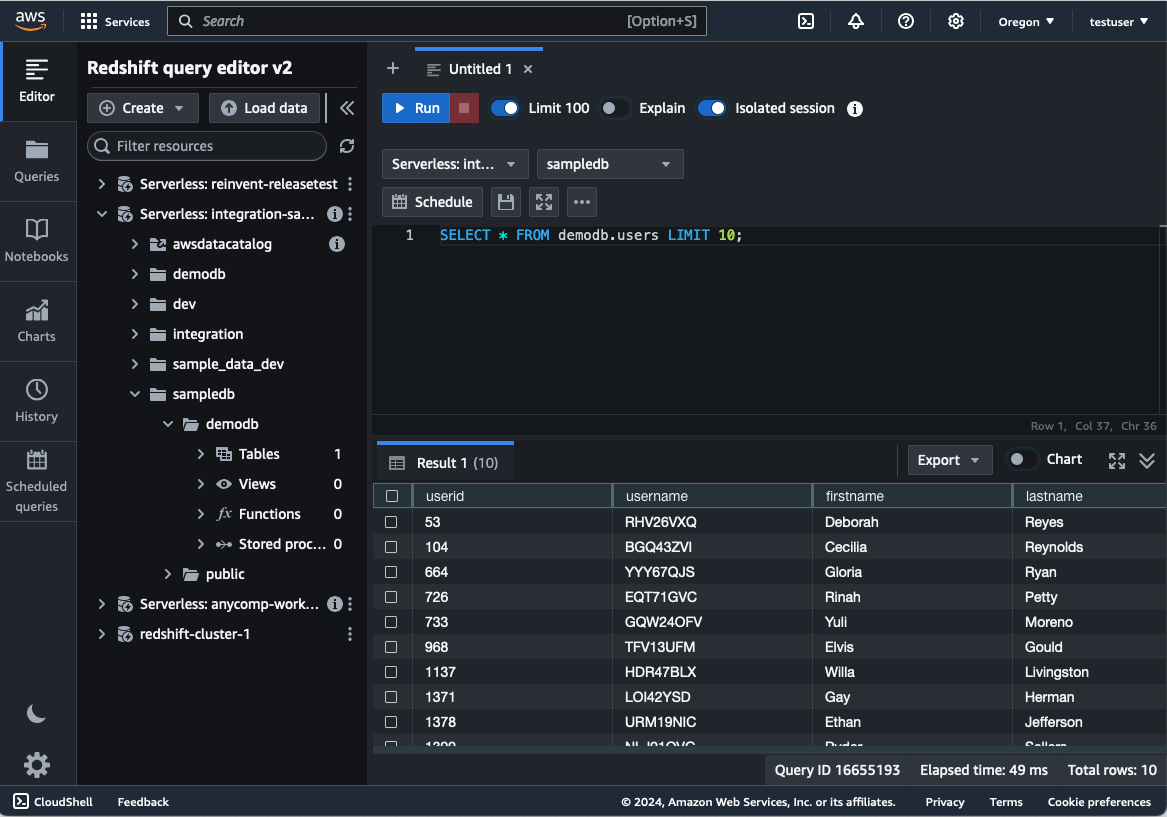 aws Services Search [Option+S] Oregon testuser
Editor
Queries
Notebooks
Charts
History
Scheduled
queries
Redshift query editor v2
Create Load data
Filter resources
Serverless: reinvent-releasetest
Serverless: integration-sa...
awsdatacatalog
demodb
dev
integration
sample_data_dev
sampledb
demodb
Tables 1
Views 0
fx Functions 0
Stored proc... 0
public
Serverless: anycomp-work...
redshift-cluster-1
+ Untitled 1 ×
Run Limit 100 Explain Isolated session
Serverless: int... sampledb
Schedule
1 SELECT * FROM demodb.users LIMIT 10;
Row 1, Col 37, Chr 36
Result 1 (10) Export Chart
userid username firstname lastname
53 RHV26VXQ Deborah Reyes
104 BGQ43ZVI Cecilia Reynolds
664 YYY67QJS Gloria Ryan
726 EQT71GVC Rinah Petty
733 GQW24OFV Yuli Moreno
968 TFV13UFM Elvis Gould
1137 HDR47BLX Willa Livingston
1371 LOI42YSD Gay Herman
1378 URM19NIC Ethan Jefferson
Query ID 16655193 Elapsed time: 49 ms Total rows: 10
CloudShell Feedback © 2024, Amazon Web Services, Inc. or its affiliates. Privacy Terms Cookie preferences